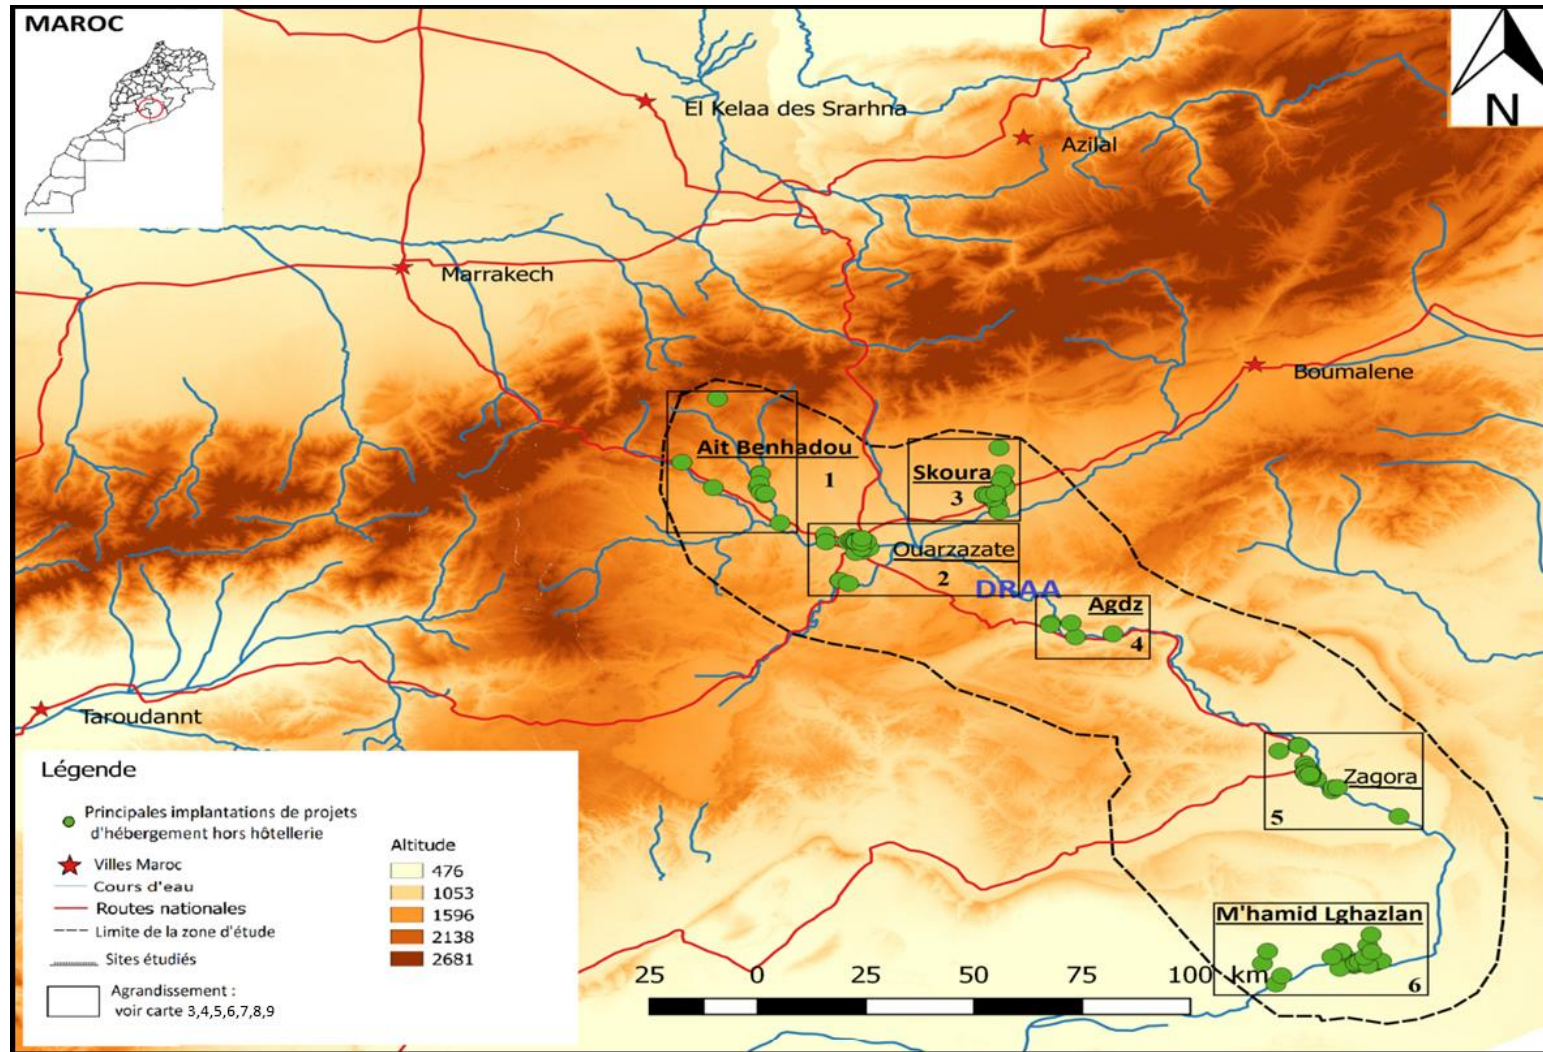 MAROC
N
El Kelaa des Srarhna
Azilal
Marrakech
Boumalene
Ait Benhadou
1
Skoura
3
Ouarzazate
2
DRAA
Agdz
4
Taroudannt
Zagora
5
M'hamid Lghazlan
6
Légende
Principales implantations de projets
d'hébergement hors hôtellerie
Villes Maroc
Cours d'eau
Routes nationales
Limite de la zone d'étude
Sites étudiés
Agrandissement :
voir carte 3,4,5,6,7,8,9
Altitude
476
1053
1596
2138
2681
25 0 25 50 75 100 km